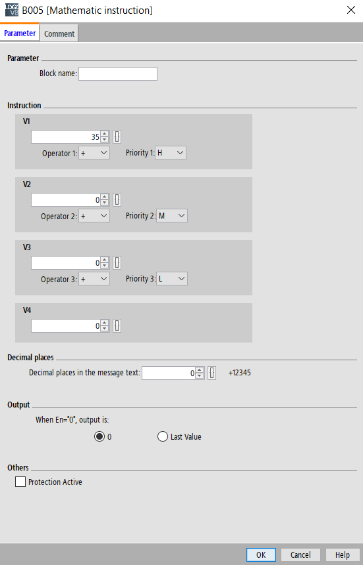 B005 [Mathematic instruction]
Parameter Comment
Parameter
Block name:
Instruction
V1
35
Operator 1: + Priority 1: H
V2
0
Operator 2: + Priority 2: M
V3
0
Operator 3: + Priority 3: L
V4
0
Decimal places
Decimal places in the message text: 0 +12345
Output
When En="0", output is:
0 Last Value
Others
Protection Active
OK Cancel Help